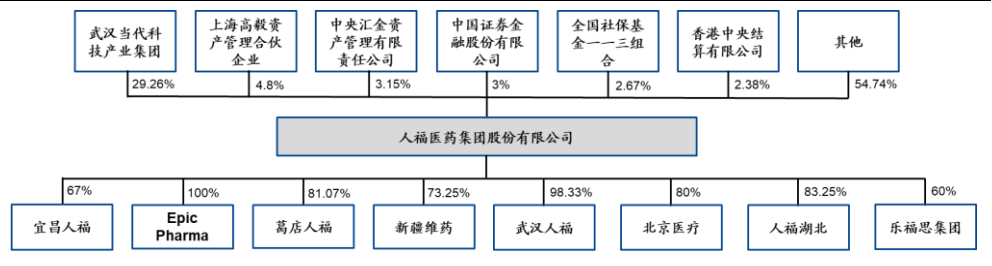 武汉当代科
技产业集团
上海高毅资
产管理合伙
企业
中央汇金资
产管理有限
责任公司
中国证券金
融股份有限
公司
全国社保基
金一一三组
合
香港中央结
算有限公司
其他
29.26%
4.8%
3.15%
3%
2.67%
2.38%
54.74%
人福医药集团股份有限公司
67%
100%
81.07%
73.25%
98.33%
80%
83.25%
60%
宜昌人福
Epic
Pharma
葛店人福
新疆维药
武汉人福
北京医疗
人福湖北
乐福思集团